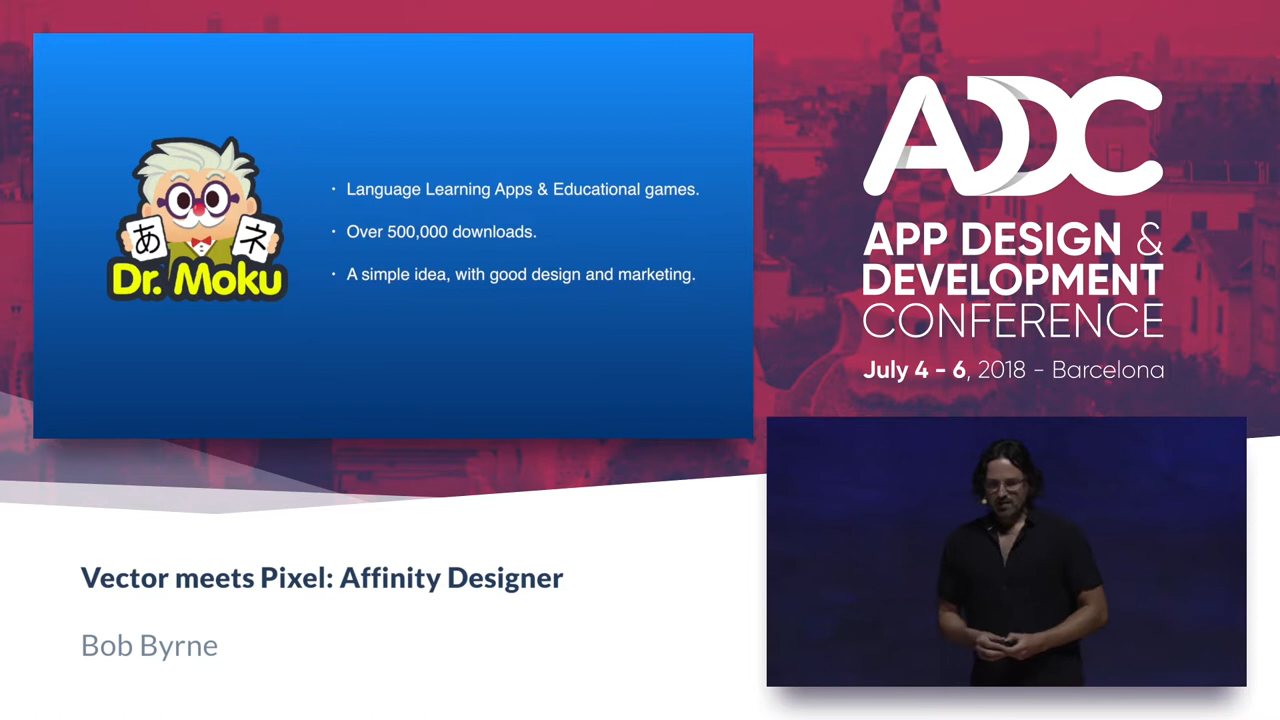 あ
ネ
Dr. Moku
· Language Learning Apps & Educational games.
· Over 500,000 downloads.
· A simple idea, with good design and marketing.
ADDC
APP DESIGN &
DEVELOPMENT
CONFERENCE
July 4 - 6, 2018 - Barcelona
Vector meets Pixel: Affinity Designer
Bob Byrne